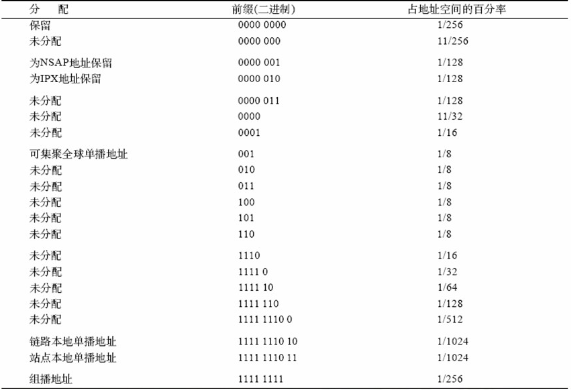 分 配 前缀(二进制) 占地址空间的百分率
保留 0000 0000 1/256
未分配 0000 000 11/256
为NSAP地址保留 0000 001 1/128
为IPX地址保留 0000 010 1/128
未分配 0000 011 1/128
未分配 0000 11/32
未分配 0001 1/16
可集聚全球单播地址 001 1/8
未分配 010 1/8
未分配 011 1/8
未分配 100 1/8
未分配 101 1/8
未分配 110 1/8
未分配 1110 1/16
未分配 1111 0 1/32
未分配 1111 10 1/64
未分配 1111 110 1/128
未分配 1111 1110 0 1/512
链路本地单播地址 1111 1110 10 1/1024
站点本地单播地址 1111 1110 11 1/1024
组播地址 1111 1111 1/256